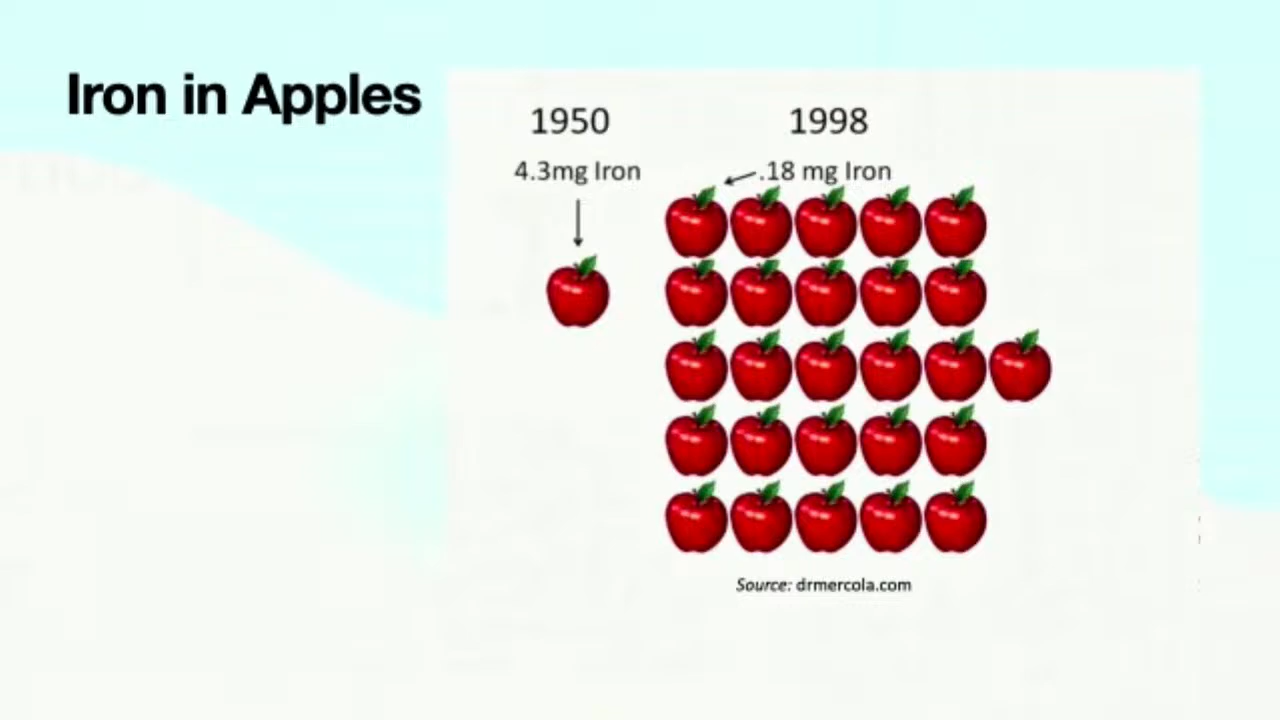 Iron in Apples
1950
1998
4.3mg Iron
.18 mg Iron
Source: drmercola.com